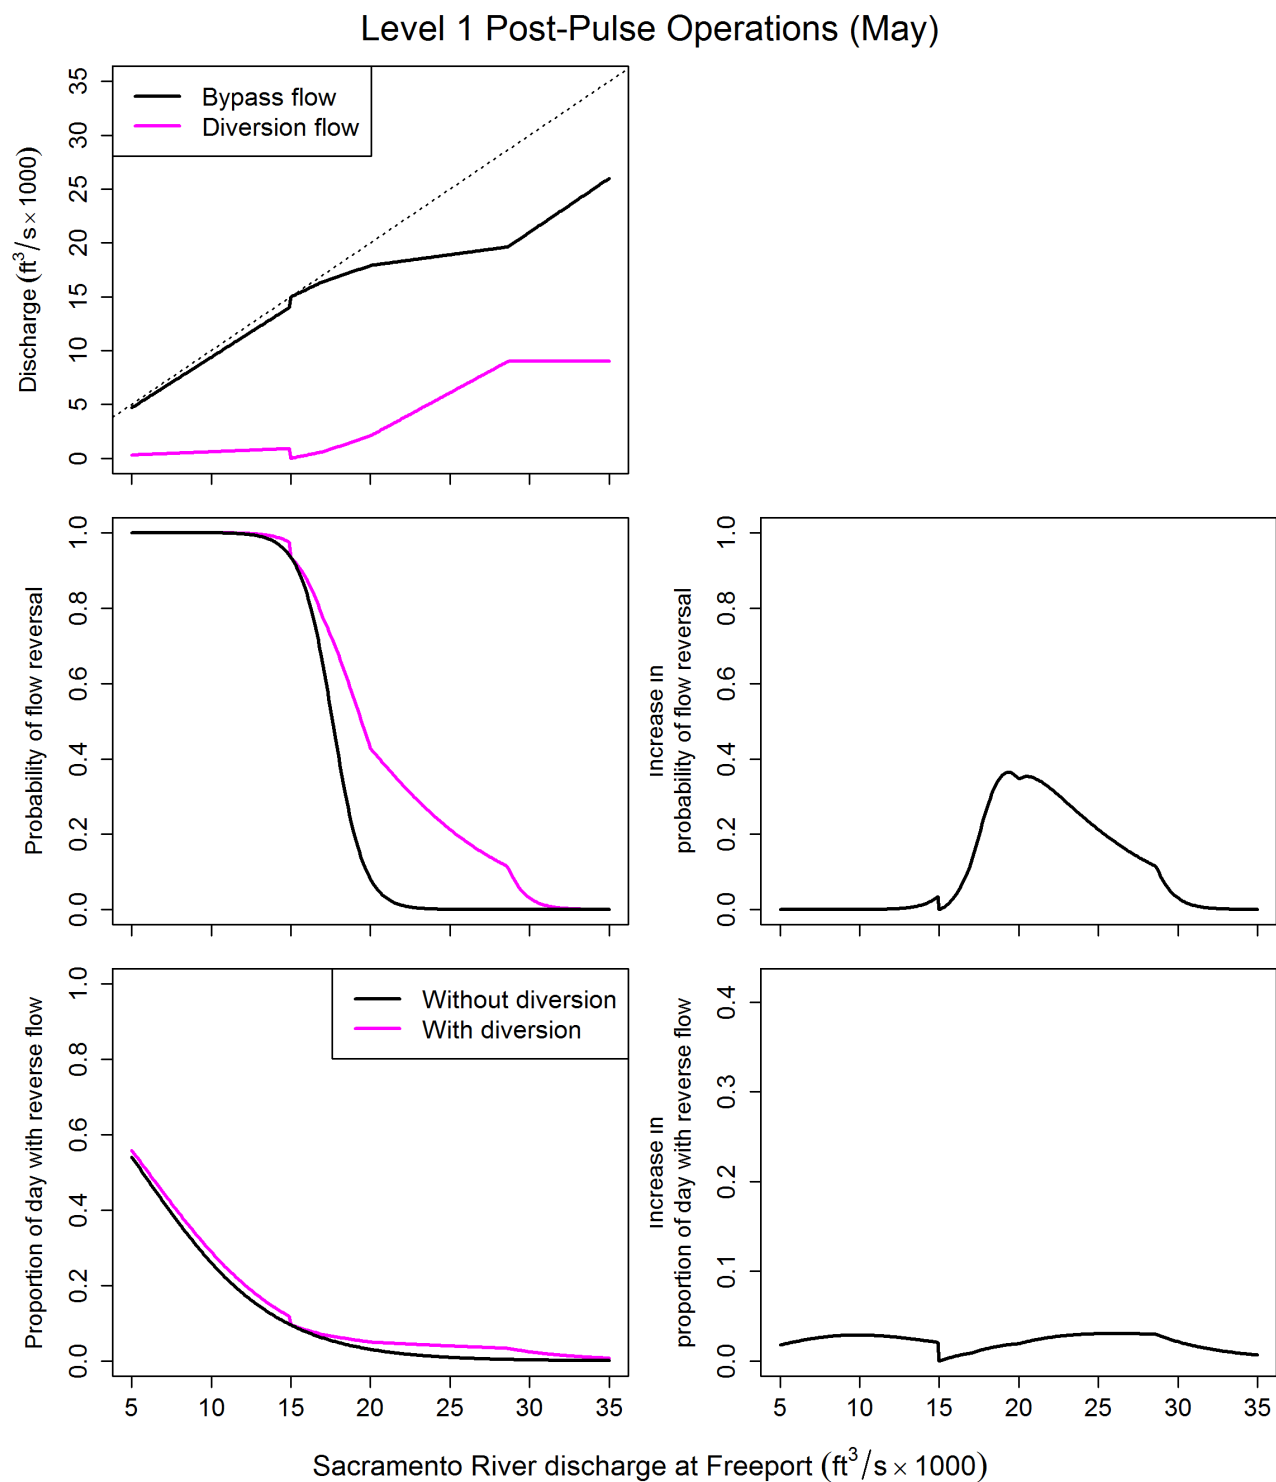 Level 1 Post-Pulse Operations (May)
Discharge (ft³/s × 1000)
35
30
25
20
15
10
5
0
Bypass flow
Diversion flow
Probability of flow reversal
1.0
0.8
0.6
0.4
0.2
0.0
Increase in
probability of flow reversal
1.0
0.8
0.6
0.4
0.2
0.0
Proportion of day with reverse flow
1.0
0.8
0.6
0.4
0.2
0.0
Without diversion
With diversion
5 10 15 20 25 30 35
Increase in
proportion of day with reverse flow
0.4
0.3
0.2
0.1
0.0
5 10 15 20 25 30 35
Sacramento River discharge at Freeport (ft³/s × 1000)